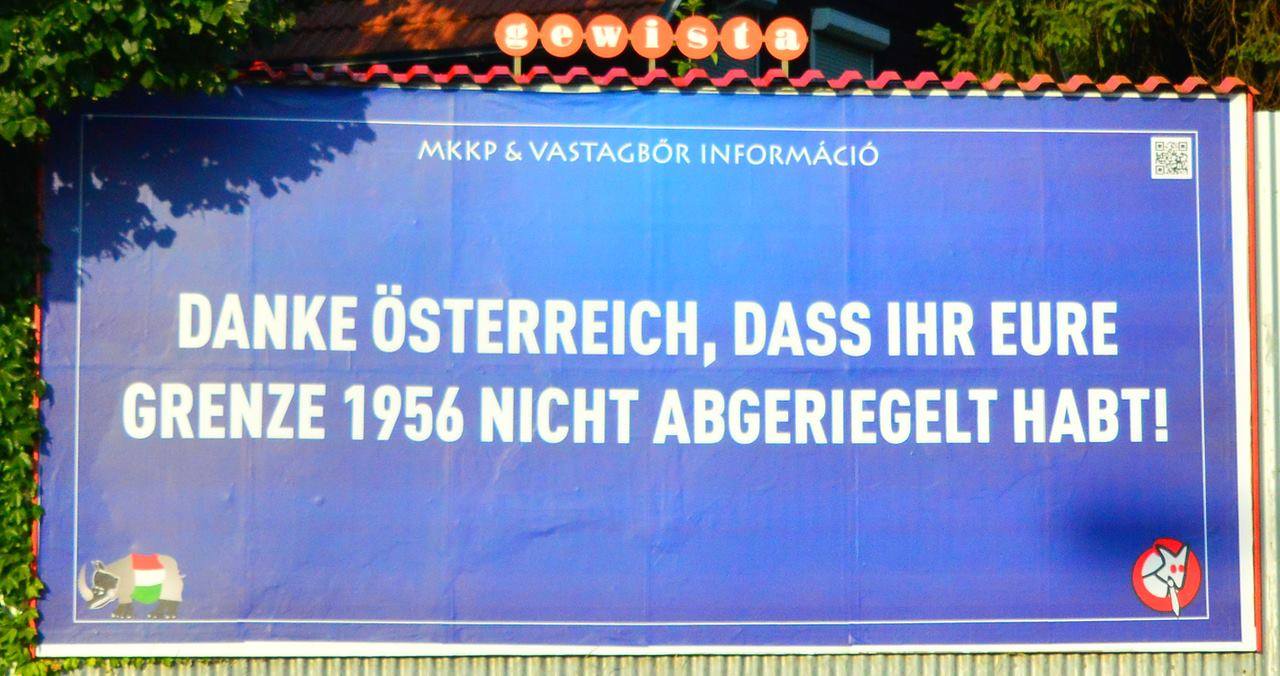 gewista
MKKP & VASTAGBŐR INFORMÁCIÓ
DANKE ÖSTERREICH, DASS IHR EURE
GRENZE 1956 NICHT ABGERIEGELT HABT!